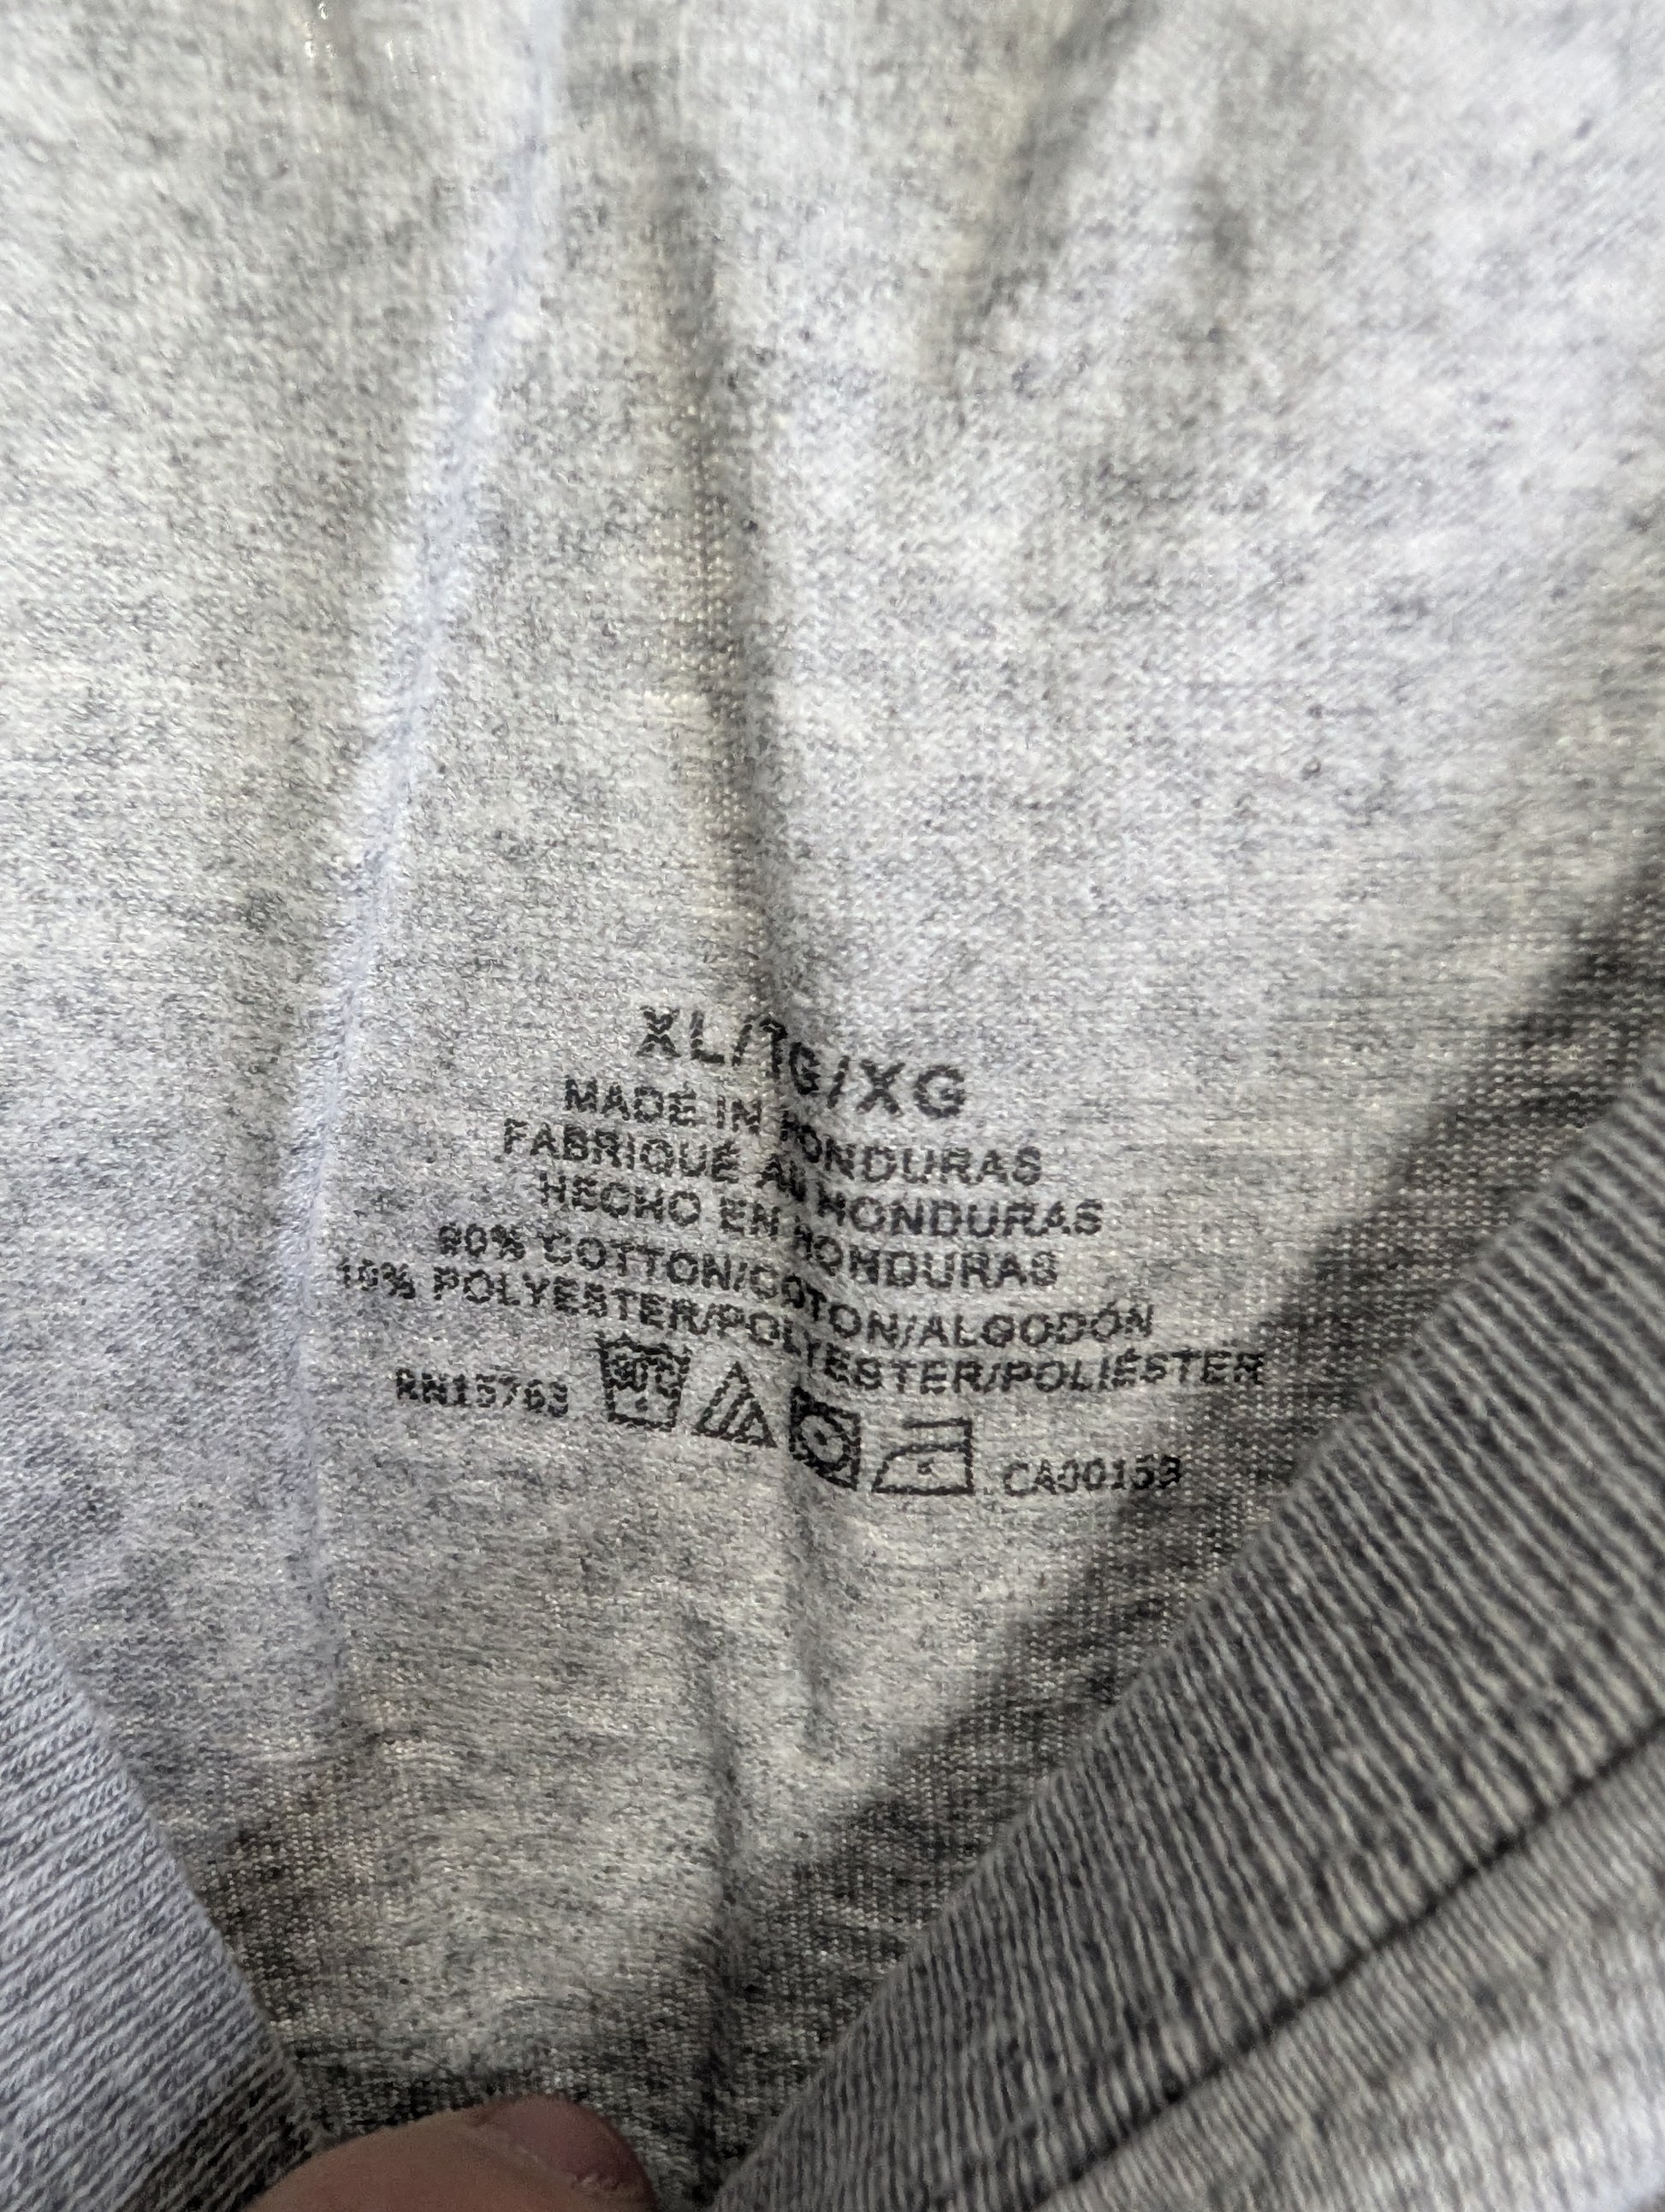 XL/TG/XG
MADE IN HONDURAS
FABRIQUÉ AU HONDURAS
HECHO EN HONDURAS
90% COTTON/COTON/ALGODÓN
10% POLYESTER/POLYESTER/POLIÉSTER
RN15763 CA00153